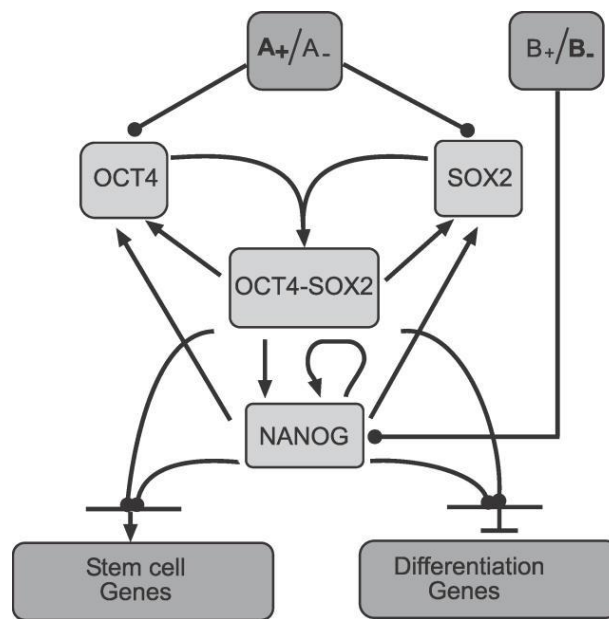 A+/A-
B+/B-
OCT4
SOX2
OCT4-SOX2
NANOG
Stem cell
Genes
Differentiation
Genes